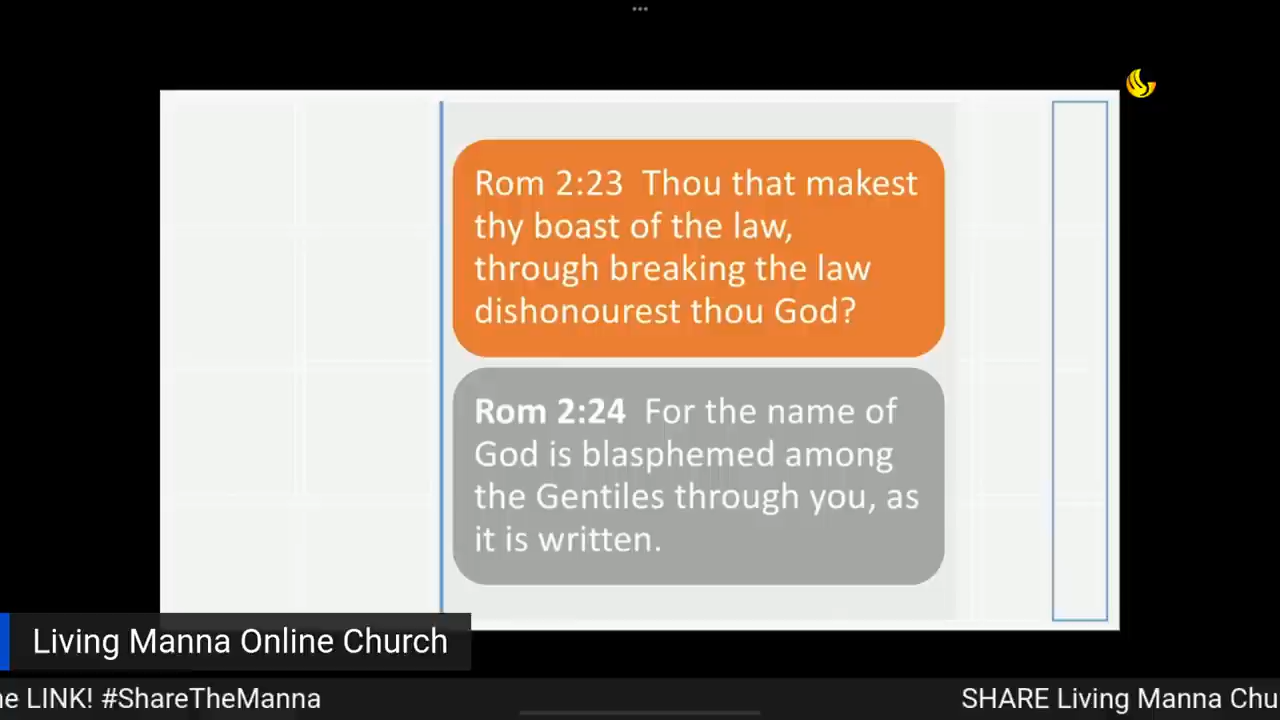 Rom 2:23 Thou that makest
thy boast of the law,
through breaking the law
dishonourest thou God?
Rom 2:24 For the name of
God is blasphemed among
the Gentiles through you, as
it is written.
Living Manna Online Church
LINK! #ShareTheManna
SHARE Living Manna